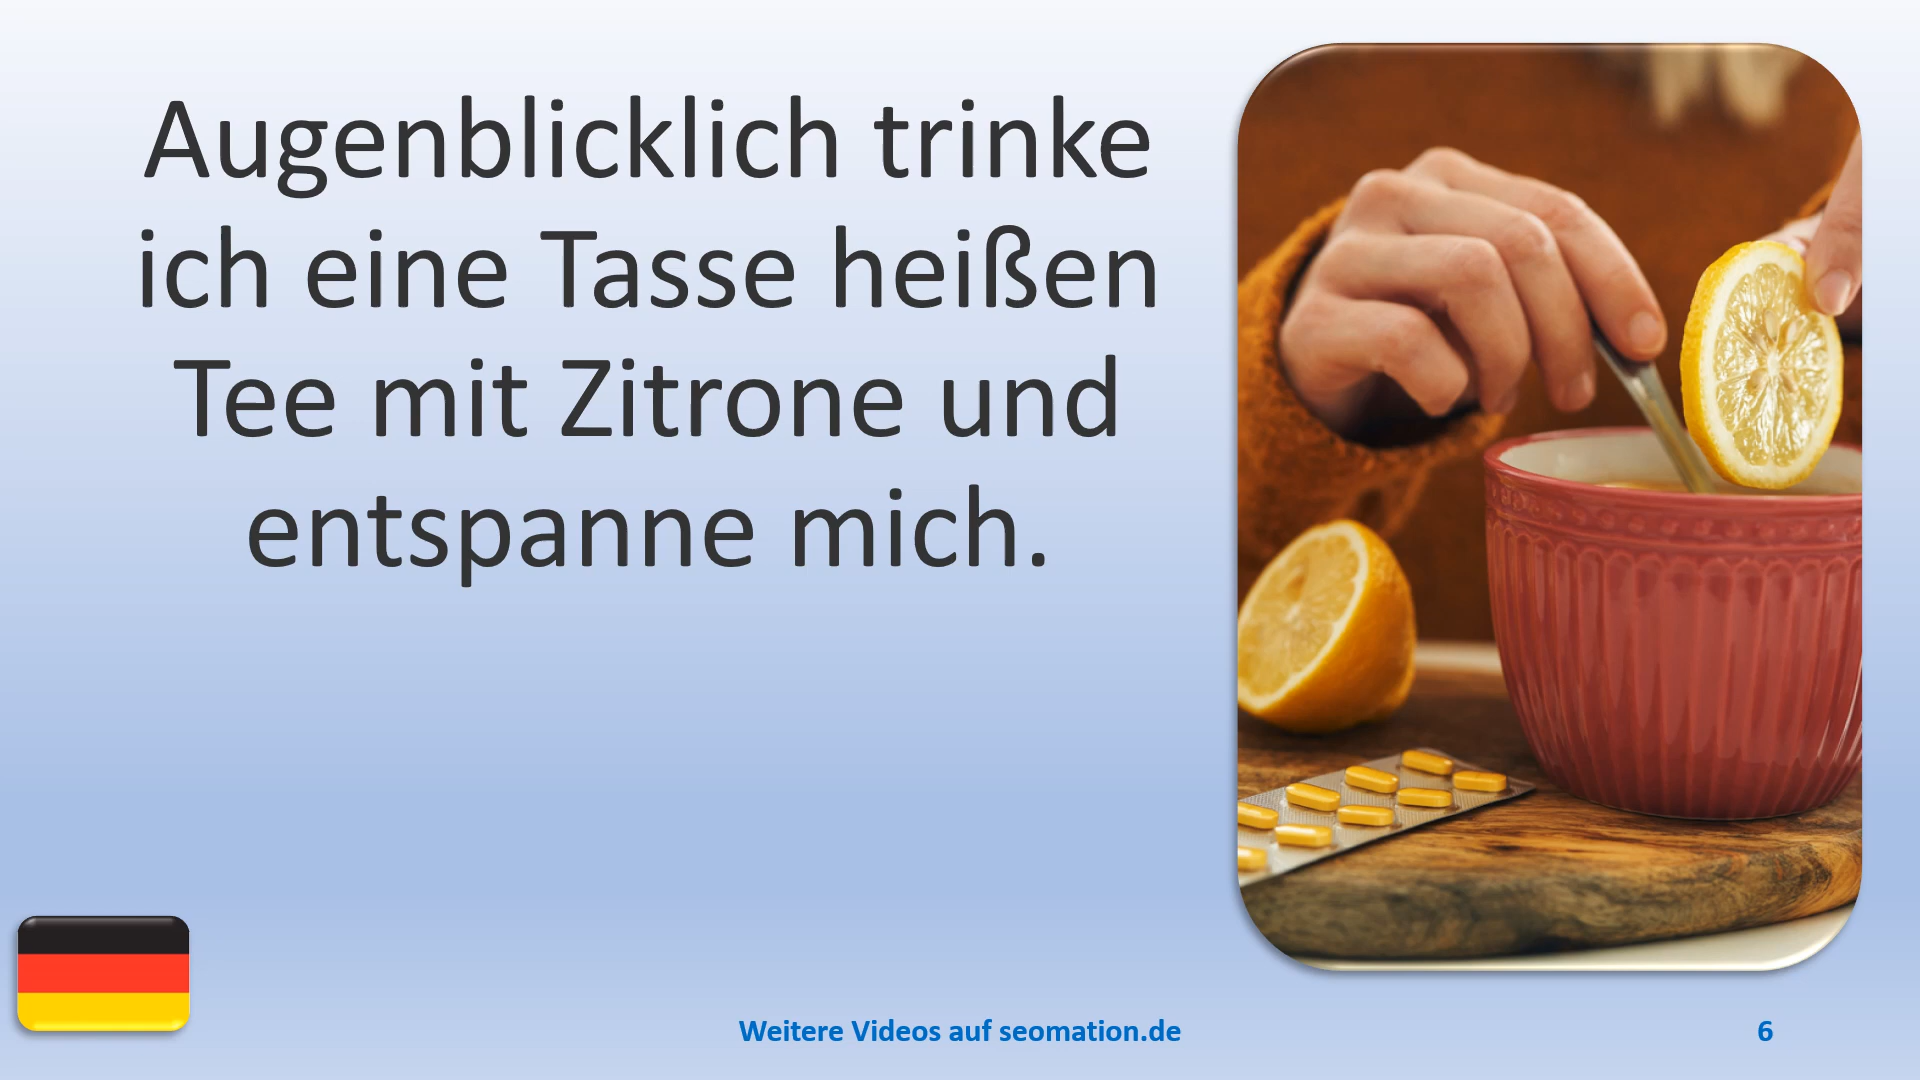 Augenblicklich trinke
ich eine Tasse heißen
Tee mit Zitrone und
entspanne mich.
Weitere Videos auf seomation.de
6